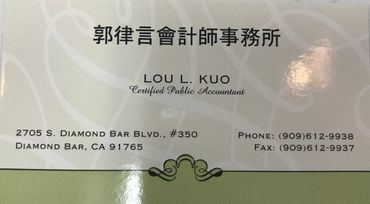 郭律言會計師事務所
LOU L. KUO
Certified Public Accountant
2705 S. DIAMOND BAR BLVD., #350
DIAMOND BAR, CA 91765
PHONE: (909)612-9938
FAX: (909)612-9937